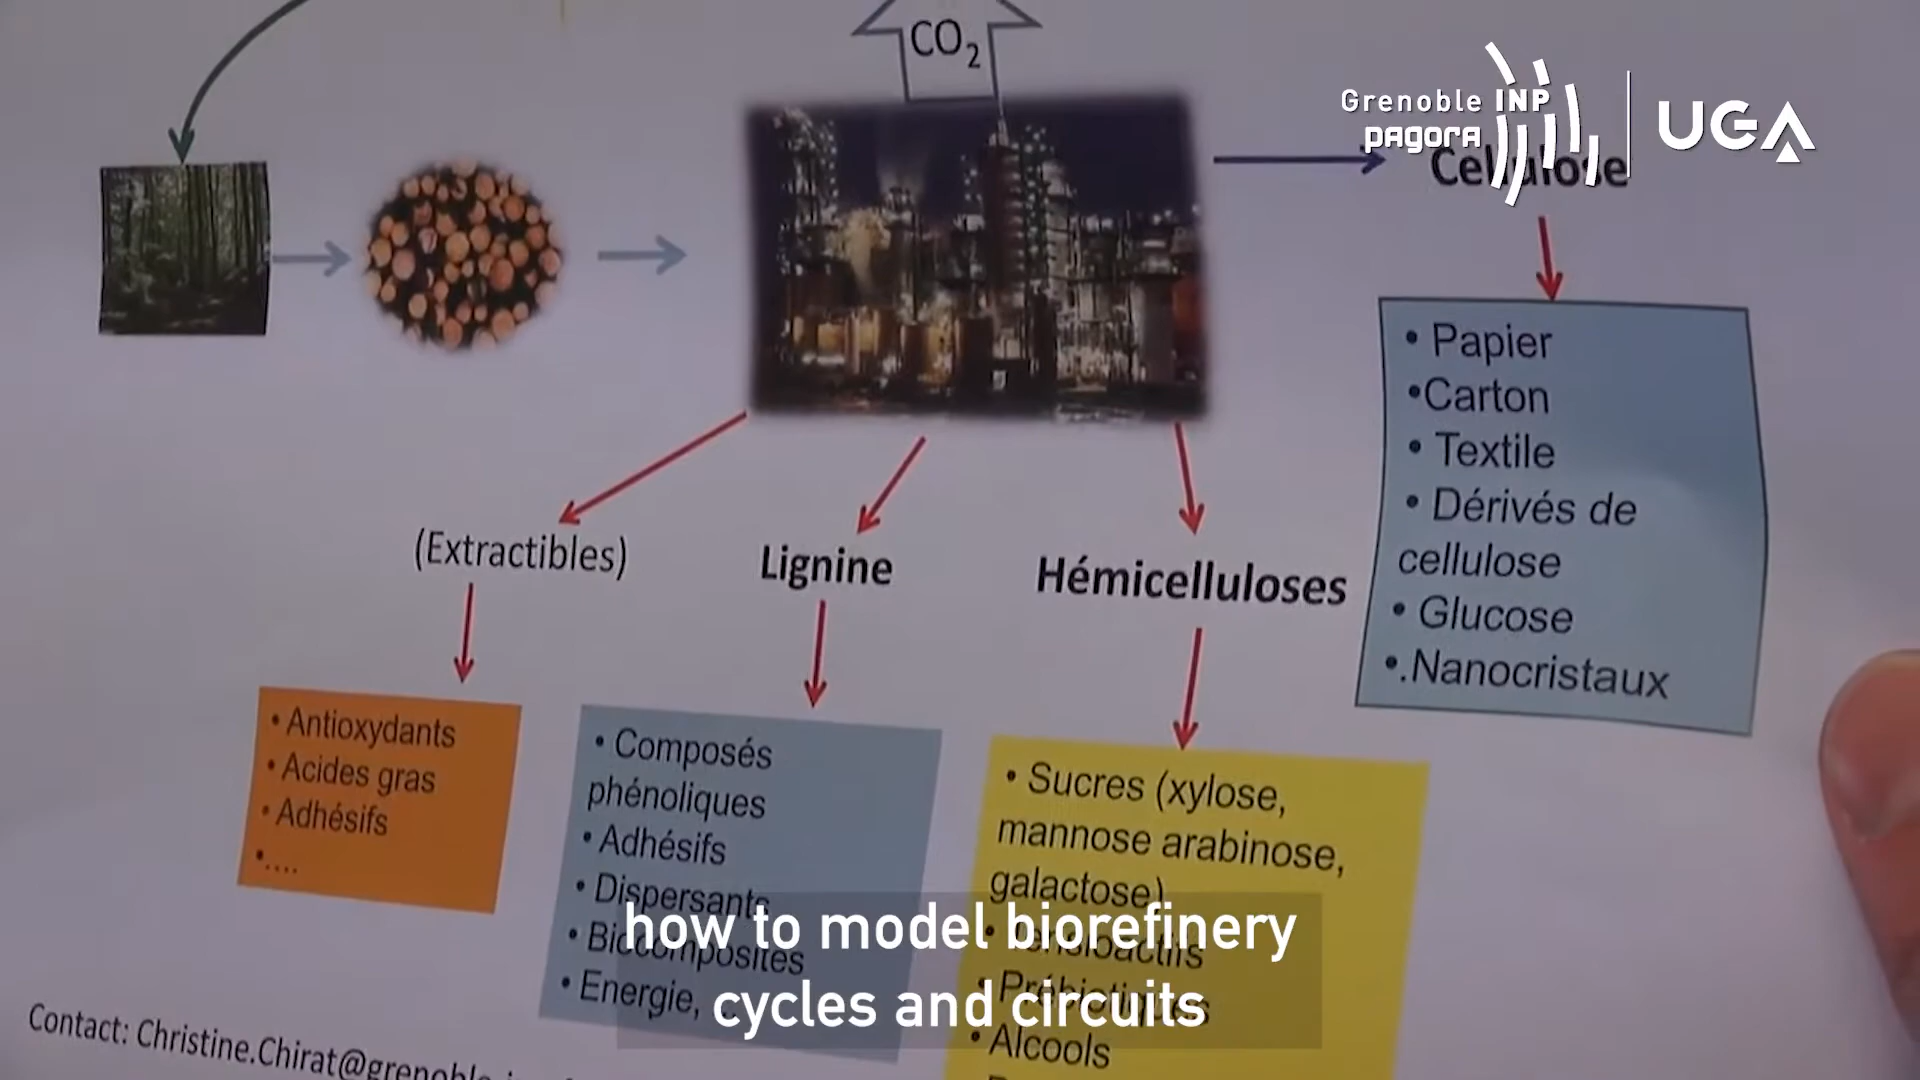 CO2
Grenoble INP
pagora
UGA
Cellulose
• Papier
•Carton
• Textile
• Dérivés de
cellulose
• Glucose
•.Nanocristaux
(Extractibles)
Lignine
Hémicelluloses
• Antioxydants
• Acides gras
• Adhésifs
•....
• Composés
phénoliques
• Adhésifs
• Dispersants
• Biocomposites
• Energie, ...
• Sucres (xylose,
mannose arabinose,
galactose)
• Tensioactifs
• Prébiotiques
• Alcools
how to model biorefinery
cycles and circuits
Contact: Christine.Chirat@grenoble